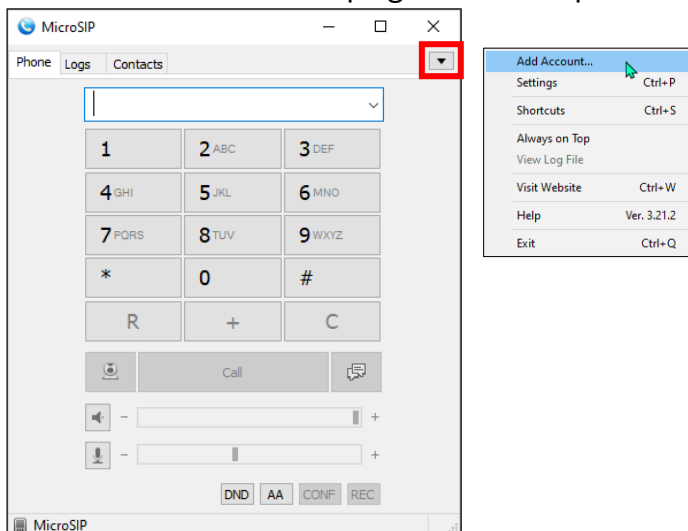 MicroSIP
Phone Logs Contacts
1 2 ABC 3 DEF
4 GHI 5 JKL 6 MNO
7 PQRS 8 TUV 9 WXYZ
* 0 #
R + C
Call
- +
- +
DND AA CONF REC
MicroSIP
Add Account...
Settings Ctrl+P
Shortcuts Ctrl+S
Always on Top
View Log File
Visit Website Ctrl+W
Help Ver. 3.21.2
Exit Ctrl+Q